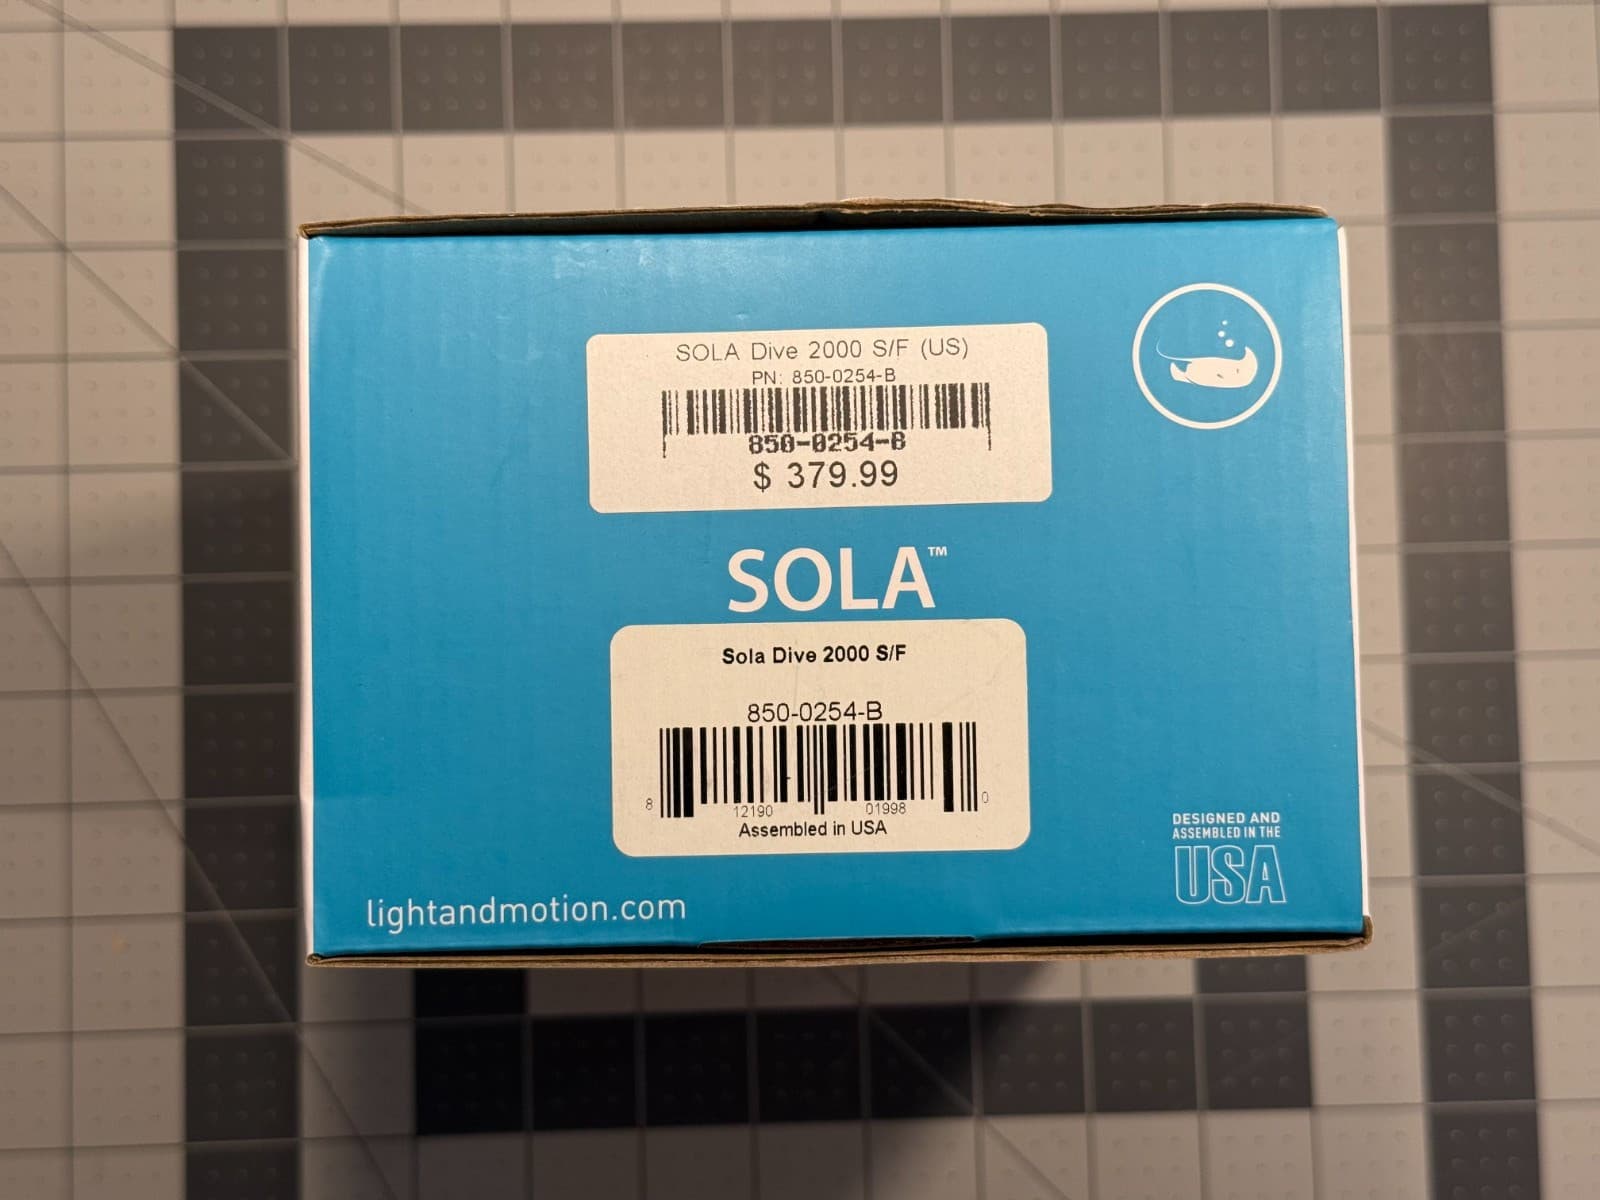 SOLA Dive 2000 S/F (US)
PN: 850-0254-B
850-0254-B
$ 379.99
SOLA™
Sola Dive 2000 S/F
850-0254-B
8 12190 01998 0
Assembled in USA
DESIGNED AND
ASSEMBLED IN THE
USA
lightandmotion.com